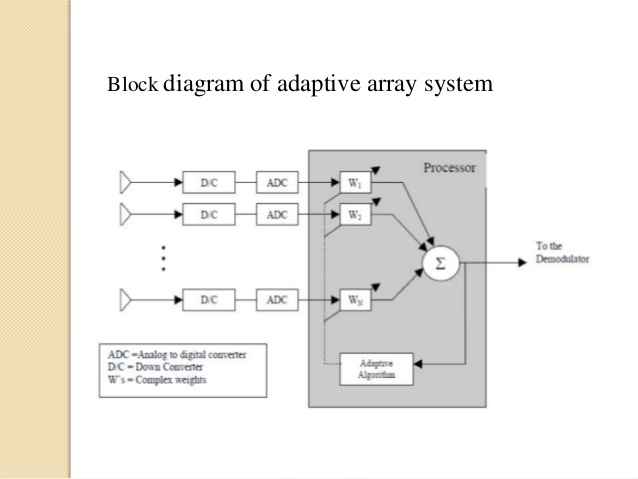 Block diagram of adaptive array system
Processor
D/C ADC W1
D/C ADC W2
Σ
To the
Demodulator
D/C ADC WN
Adaptive
Algorithm
ADC =Analog to digital converter
D/C = Down Converter
W's = Complex weights